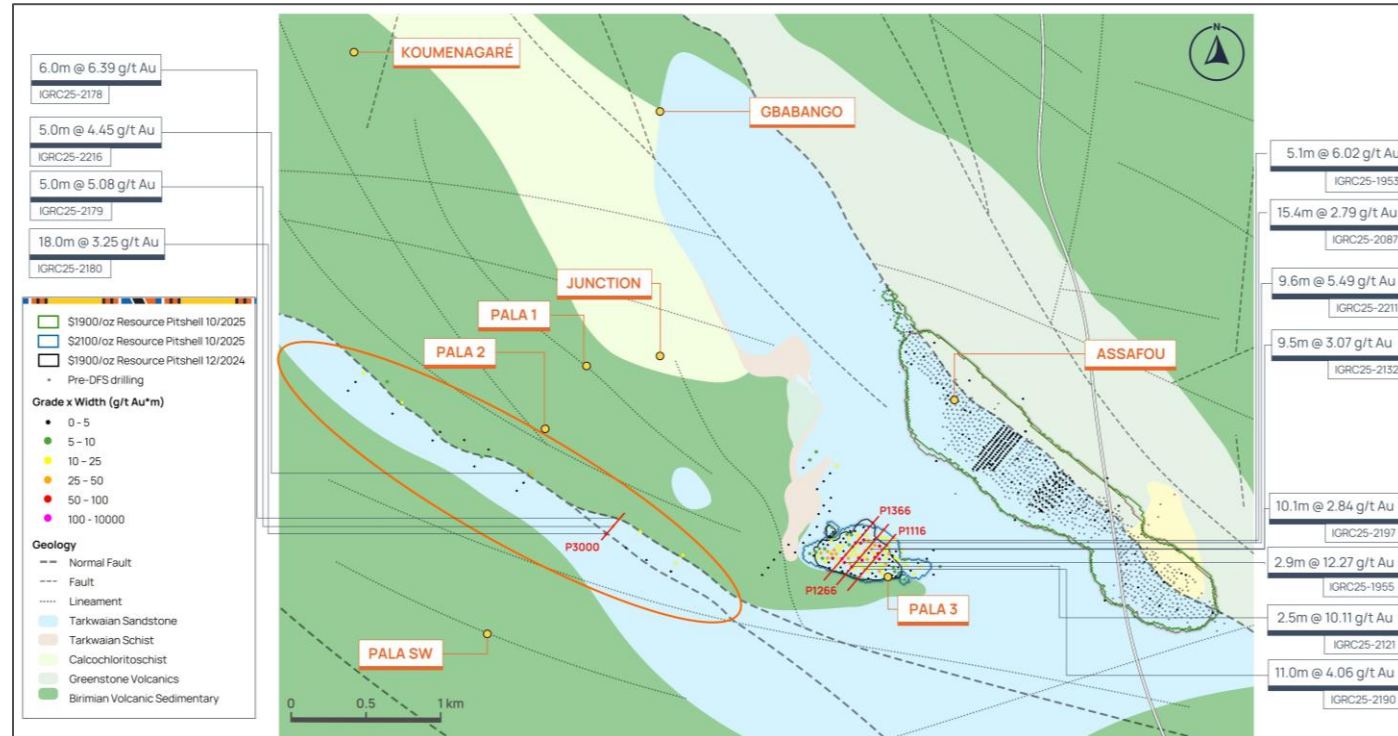 6.0m @ 6.39 g/t Au
IGRC25-2178
5.0m @ 4.45 g/t Au
IGRC25-2216
5.0m @ 5.08 g/t Au
IGRC25-2179
18.0m @ 3.25 g/t Au
IGRC25-2180
$1900/oz Resource Pitshell 10/2025
$2100/oz Resource Pitshell 10/2025
$1900/oz Resource Pitshell 12/2024
Pre-DFS drilling
Grade x Width (g/t Au*m)
0 - 5
5 – 10
10 – 25
25 – 50
50 – 100
100 - 10000
Geology
Normal Fault
Fault
Lineament
Tarkwaian Sandstone
Tarkwaian Schist
Calcochloritoschist
Greenstone Volcanics
Birimian Volcanic Sedimentary
KOUMENAGARÉ
GBABANGO
N
JUNCTION
PALA 1
PALA 2
ASSAFOU
P3000
P1366
P1116
P1266
PALA 3
PALA SW
0 0.5 1 km
5.1m @ 6.02 g/t Au
IGRC25-1953
15.4m @ 2.79 g/t Au
IGRC25-2087
9.6m @ 5.49 g/t Au
IGRC25-2211
9.5m @ 3.07 g/t Au
IGRC25-2132
10.1m @ 2.84 g/t Au
IGRC25-2197
2.9m @ 12.27 g/t Au
IGRC25-1955
2.5m @ 10.11 g/t Au
IGRC25-2121
11.0m @ 4.06 g/t Au
IGRC25-2190